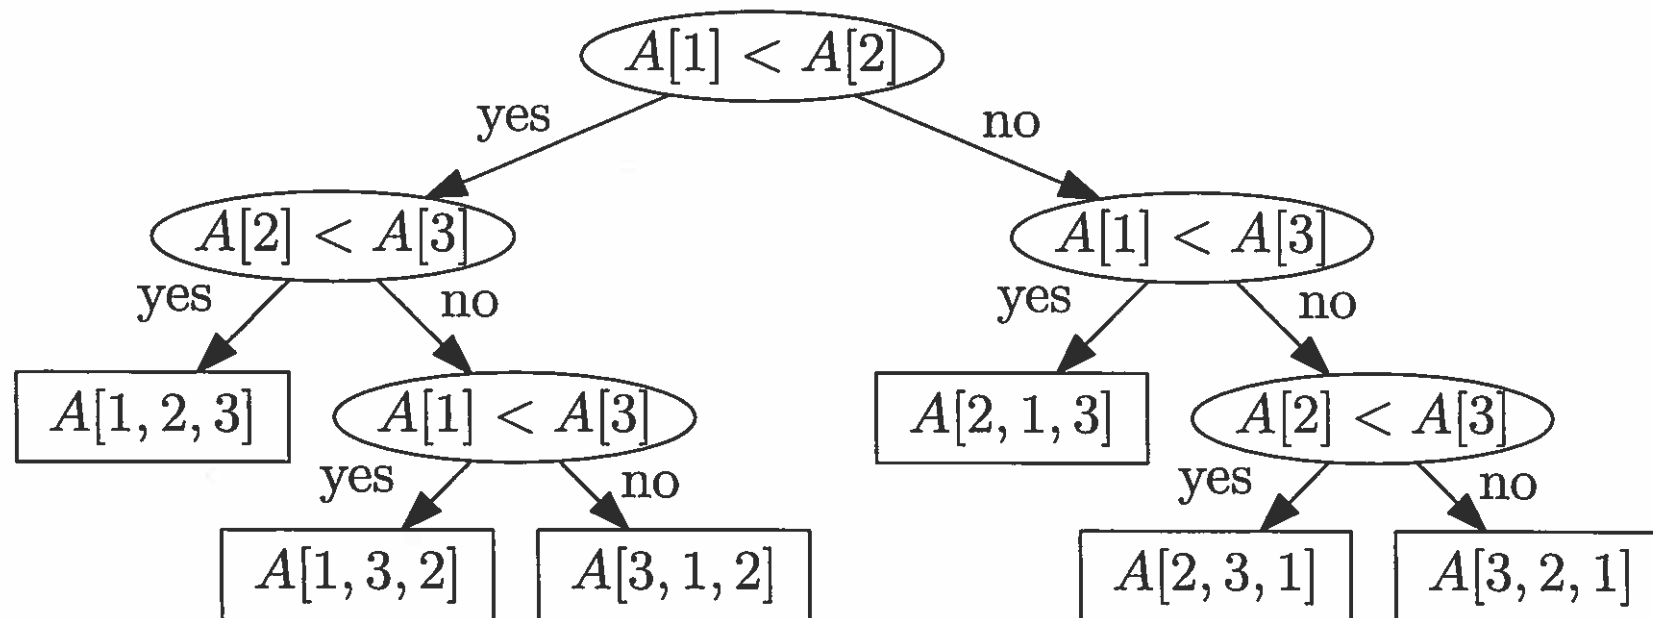 A[1] < A[2]
yes
no
A[2] < A[3]
A[1] < A[3]
yes
no
yes
no
A[1, 2, 3]
A[1] < A[3]
A[2, 1, 3]
A[2] < A[3]
yes
no
yes
no
A[1, 3, 2]
A[3, 1, 2]
A[2, 3, 1]
A[3, 2, 1]